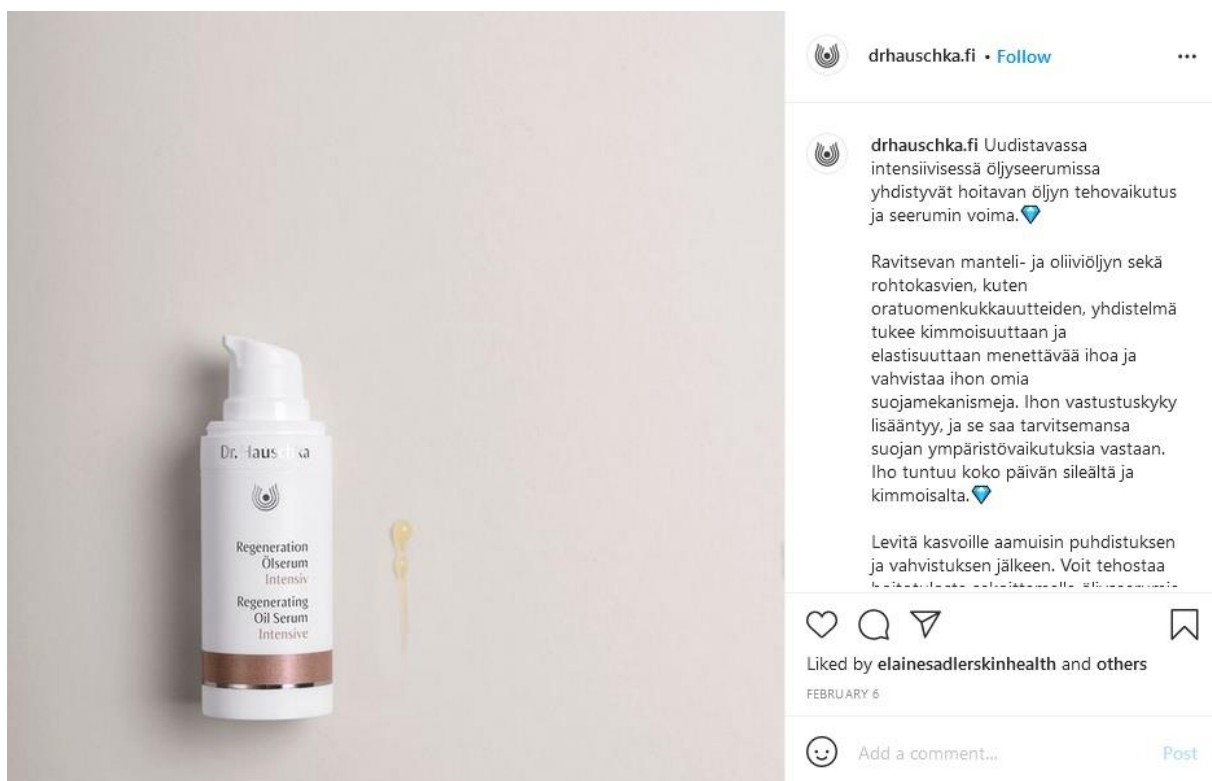 Dr. Hauschka
Regeneration
Ölserum
Intensiv
Regenerating
Oil Serum
Intensive
drhauschka.fi • Follow
drhauschka.fi Uudistavassa
intensiivisessä öljyseerumissa
yhdistyvät hoitavan öljyn tehovaikutus
ja seerumin voima.💎
Ravitsevan manteli- ja oliiviöljyn sekä
rohtokasvien, kuten
oratuomenkukkauutteiden, yhdistelmä
tukee kimmoisuuttaan ja
elastisuuttaan menettävää ihoa ja
vahvistaa ihon omia
suojamekanismeja. Ihon vastustuskyky
lisääntyy, ja se saa tarvitsemansa
suojan ympäristövaikutuksia vastaan.
Iho tuntuu koko päivän sileältä ja
kimmoisalta.💎
Levitä kasvoille aamuisin puhdistuksen
ja vahvistuksen jälkeen. Voit tehostaa
Liked by elainesadlerskinhealth and others
FEBRUARY 6
Add a comment...
Post